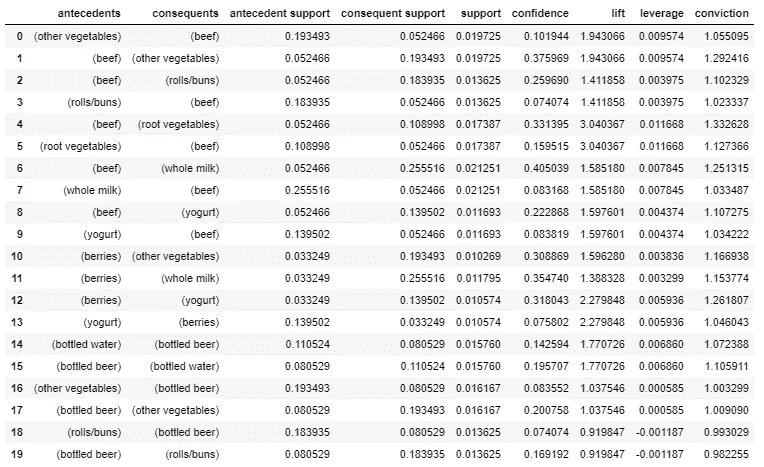 antecedents consequents antecedent support consequent support support confidence lift leverage conviction
0 (other vegetables) (beef) 0.193493 0.052466 0.019725 0.101944 1.943066 0.009574 1.055095
1 (beef) (other vegetables) 0.052466 0.193493 0.019725 0.375969 1.943066 0.009574 1.292416
2 (beef) (rolls/buns) 0.052466 0.183935 0.013625 0.259690 1.411858 0.003975 1.102329
3 (rolls/buns) (beef) 0.183935 0.052466 0.013625 0.074074 1.411858 0.003975 1.023337
4 (beef) (root vegetables) 0.052466 0.108998 0.017387 0.331395 3.040367 0.011668 1.332628
5 (root vegetables) (beef) 0.108998 0.052466 0.017387 0.159515 3.040367 0.011668 1.127366
6 (beef) (whole milk) 0.052466 0.255516 0.021251 0.405039 1.585180 0.007845 1.251315
7 (whole milk) (beef) 0.255516 0.052466 0.021251 0.083168 1.585180 0.007845 1.033487
8 (beef) (yogurt) 0.052466 0.139502 0.011693 0.222868 1.597601 0.004374 1.107275
9 (yogurt) (beef) 0.139502 0.052466 0.011693 0.083819 1.597601 0.004374 1.034222
10 (berries) (other vegetables) 0.033249 0.193493 0.010269 0.308869 1.596280 0.003836 1.166938
11 (berries) (whole milk) 0.033249 0.255516 0.011795 0.354740 1.388328 0.003299 1.153774
12 (berries) (yogurt) 0.033249 0.139502 0.010574 0.318043 2.279848 0.005936 1.261807
13 (yogurt) (berries) 0.139502 0.033249 0.010574 0.075802 2.279848 0.005936 1.046043
14 (bottled water) (bottled beer) 0.110524 0.080529 0.015760 0.142594 1.770726 0.006860 1.072388
15 (bottled beer) (bottled water) 0.080529 0.110524 0.015760 0.195707 1.770726 0.006860 1.105911
16 (other vegetables) (bottled beer) 0.193493 0.080529 0.016167 0.083552 1.037546 0.000585 1.003299
17 (bottled beer) (other vegetables) 0.080529 0.193493 0.016167 0.200758 1.037546 0.000585 1.009090
18 (rolls/buns) (bottled beer) 0.183935 0.080529 0.013625 0.074074 0.919847 -0.001187 0.993029
19 (bottled beer) (rolls/buns) 0.080529 0.183935 0.013625 0.169192 0.919847 -0.001187 0.982255